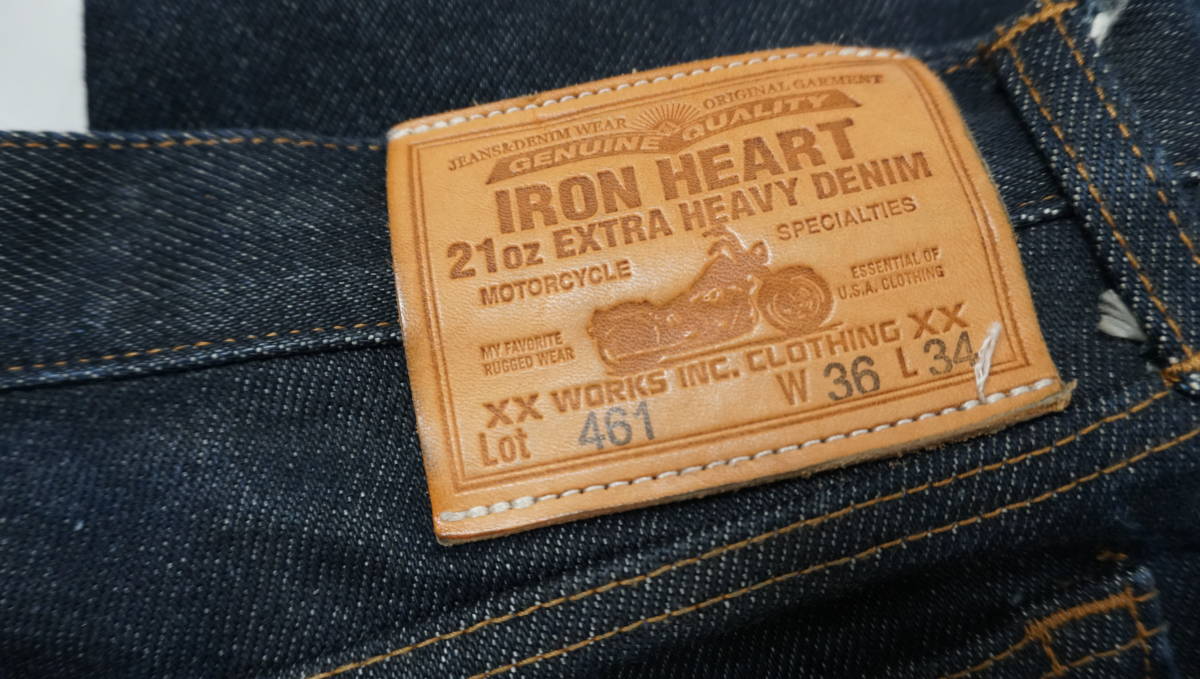 JEANS&DENIM WEAR ORIGINAL GARMENT
GENUINE QUALITY
IRON HEART
21oz EXTRA HEAVY DENIM
MOTORCYCLE SPECIALTIES
MY FAVORITE
RUGGED WEAR
ESSENTIAL OF
U.S.A. CLOTHING
XX WORKS INC. CLOTHING XX
Lot 461 W 36 L 34